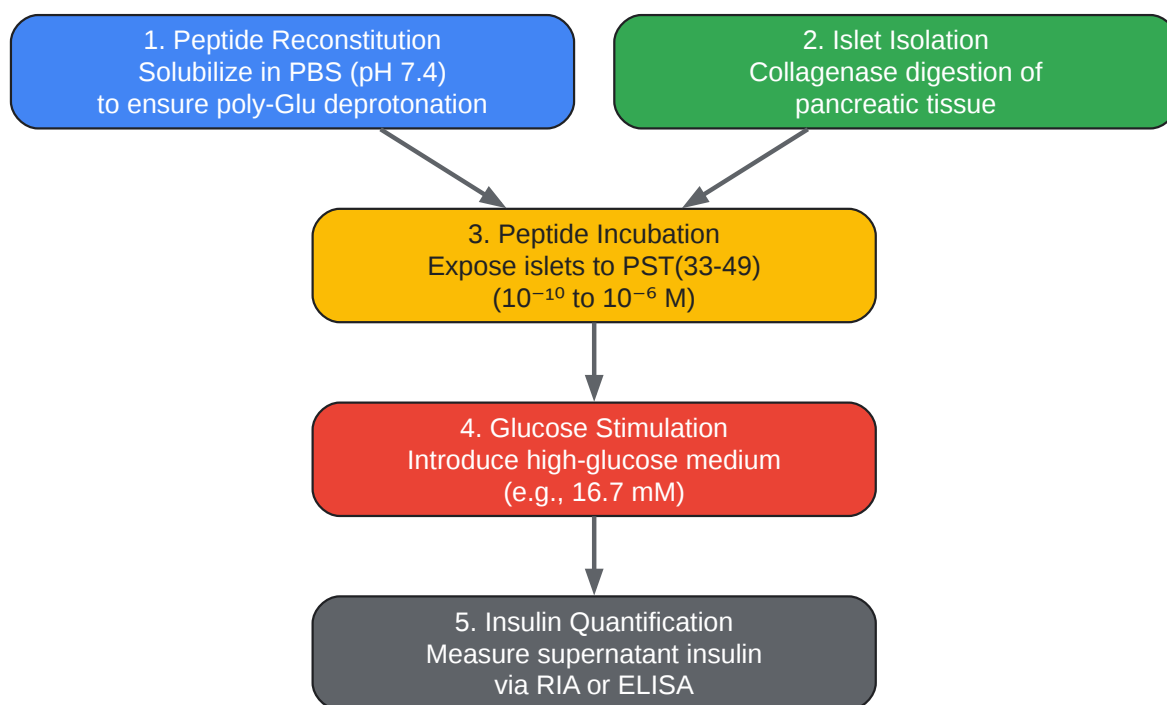 1. Peptide Reconstitution
Solubilize in PBS (pH 7.4)
to ensure poly-Glu deprotonation
2. Islet Isolation
Collagenase digestion of
pancreatic tissue
3. Peptide Incubation
Expose islets to PST(33-49)
(10⁻¹⁰ to 10⁻⁶ M)
4. Glucose Stimulation
Introduce high-glucose medium
(e.g., 16.7 mM)
5. Insulin Quantification
Measure supernatant insulin
via RIA or ELISA